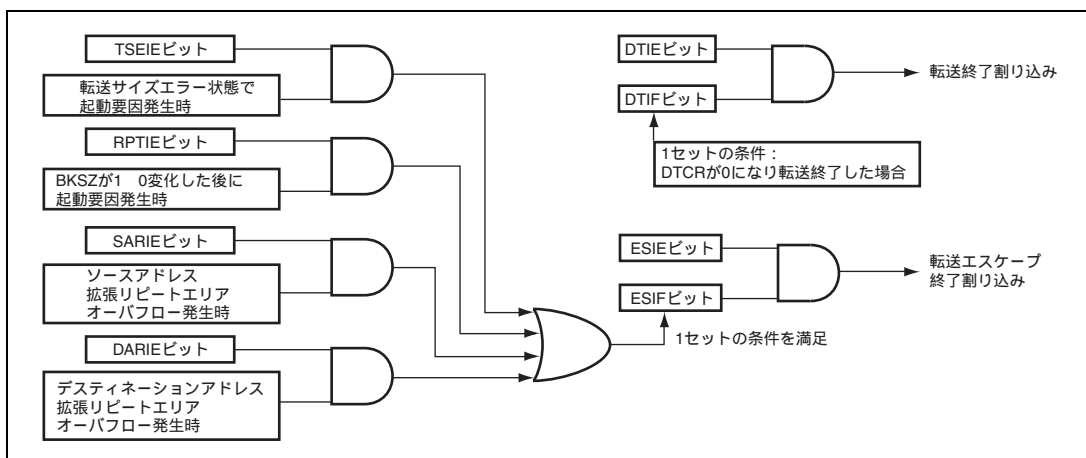 TSEIEビット
転送サイズエラー状態で
起動要因発生時
RPTIEビット
BKSZが1 0変化した後に
起動要因発生時
SARIEビット
ソースアドレス
拡張リピートエリア
オーバフロー発生時
DARIEビット
デスティネーションアドレス
拡張リピートエリア
オーバフロー発生時
DTIEビット
DTIFビット
転送終了割り込み
1セットの条件：
DTCRが0になり転送終了した場合
ESIEビット
ESIFビット
転送エスケープ
終了割り込み
1セットの条件を満足